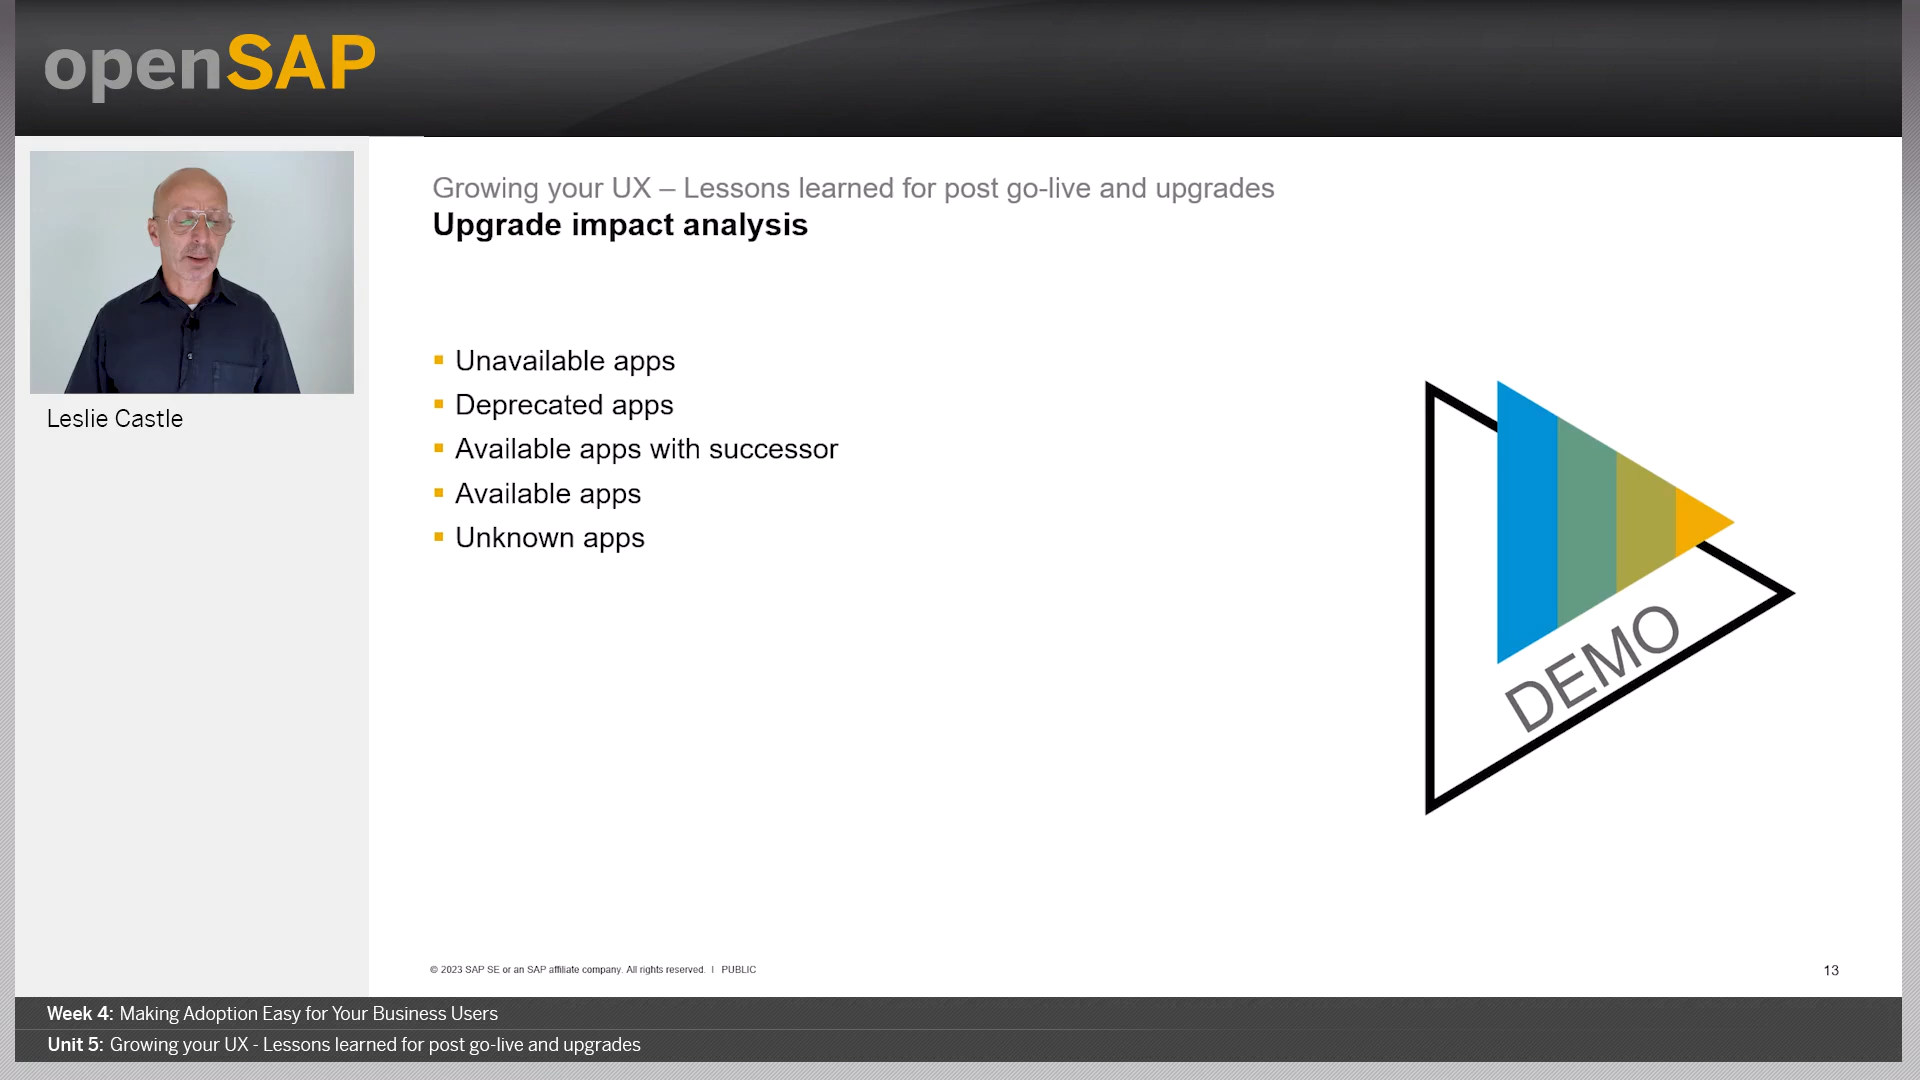 openSAP
Growing your UX – Lessons learned for post go-live and upgrades
Upgrade impact analysis
Unavailable apps
Deprecated apps
Available apps with successor
Available apps
Unknown apps
Leslie Castle
DEMO
© 2023 SAP SE or an SAP affiliate company. All rights reserved. I PUBLIC
13
Week 4: Making Adoption Easy for Your Business Users
Unit 5: Growing your UX - Lessons learned for post go-live and upgrades